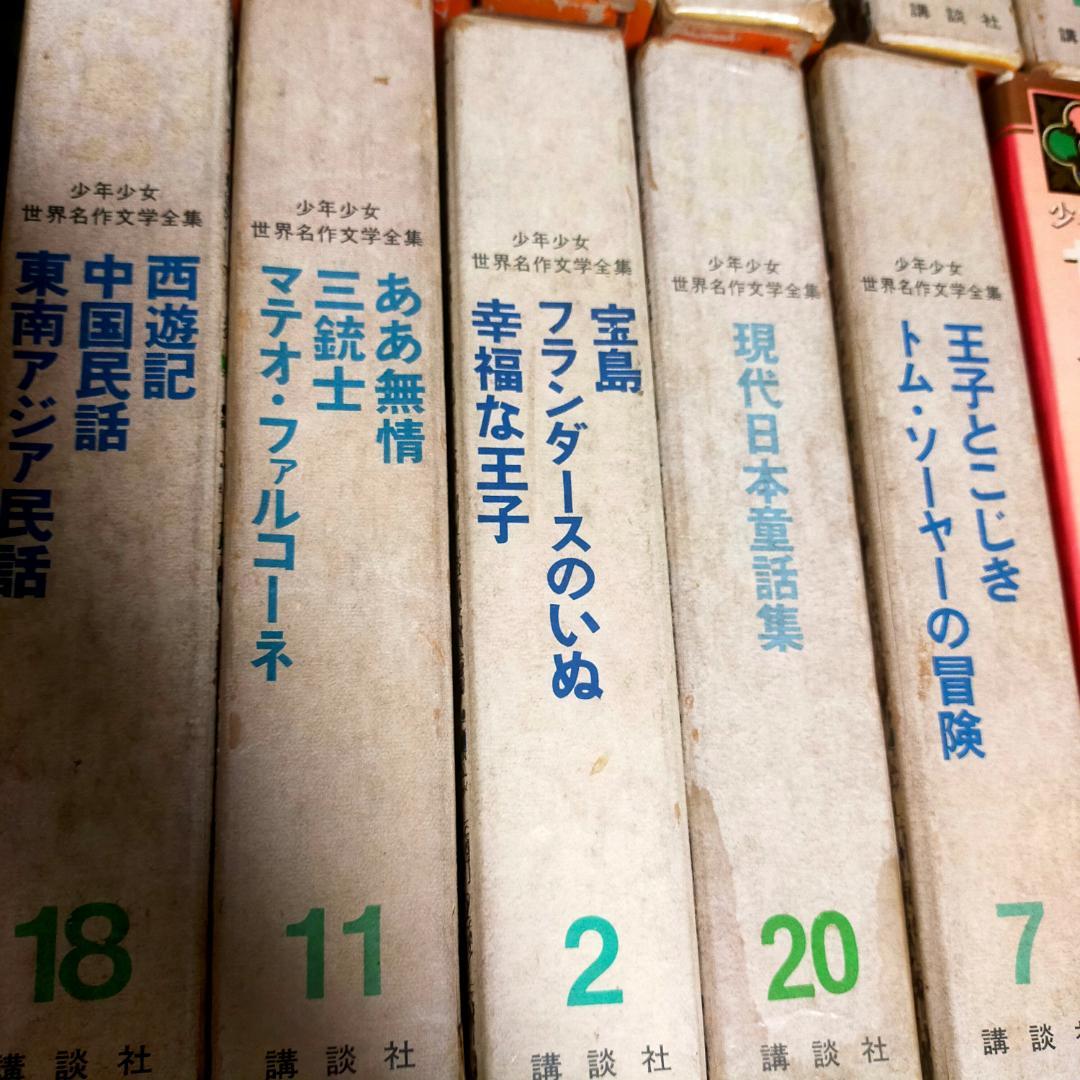 講談社
講
少年少女
世界名作文学全集
西遊記
中国民話
東南アジア民話
18
講談社
少年少女
世界名作文学全集
ああ無情
三銃士
マテオ・ファルコーネ
11
講談社
少年少女
世界名作文学全集
宝島
フランダースのいぬ
幸福な王子
2
講談社
少年少女
世界名作文学全集
現代日本童話集
20
講談社
少年少女
世界名作文学全集
王子とこじき
トム・ソーヤーの冒険
7
講談社
少